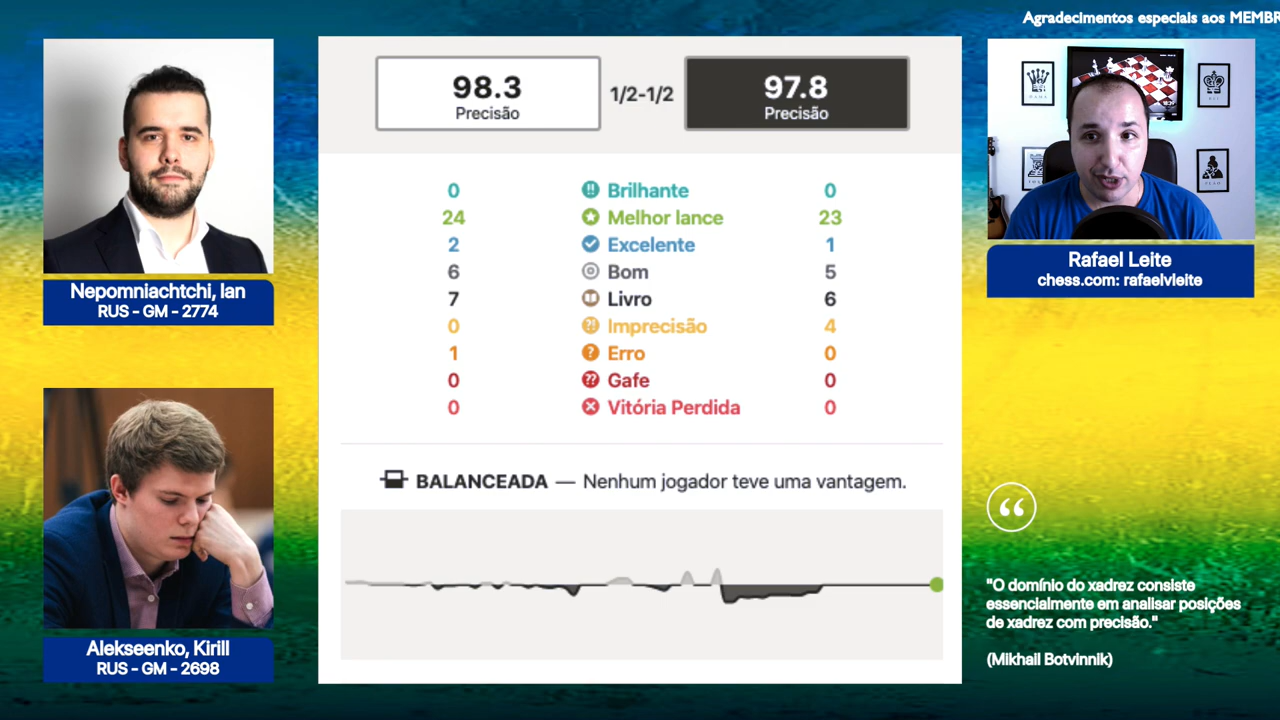 Agradecimentos especiais aos MEMBR
98.3
Precisão
1/2-1/2
97.8
Precisão
0 Brilhante 0
24 Melhor lance 23
2 Excelente 1
6 Bom 5
7 Livro 6
0 Imprecisão 4
1 Erro 0
0 Gafe 0
0 Vitória Perdida 0
BALANCEADA — Nenhum jogador teve uma vantagem.
Nepomniachtchi, Ian
RUS - GM - 2774
Alekseenko, Kirill
RUS - GM - 2698
Rafael Leite
chess.com: rafaelvleite
"O domínio do xadrez consiste
essencialmente em analisar posições
de xadrez com precisão."
(Mikhail Botvinnik)